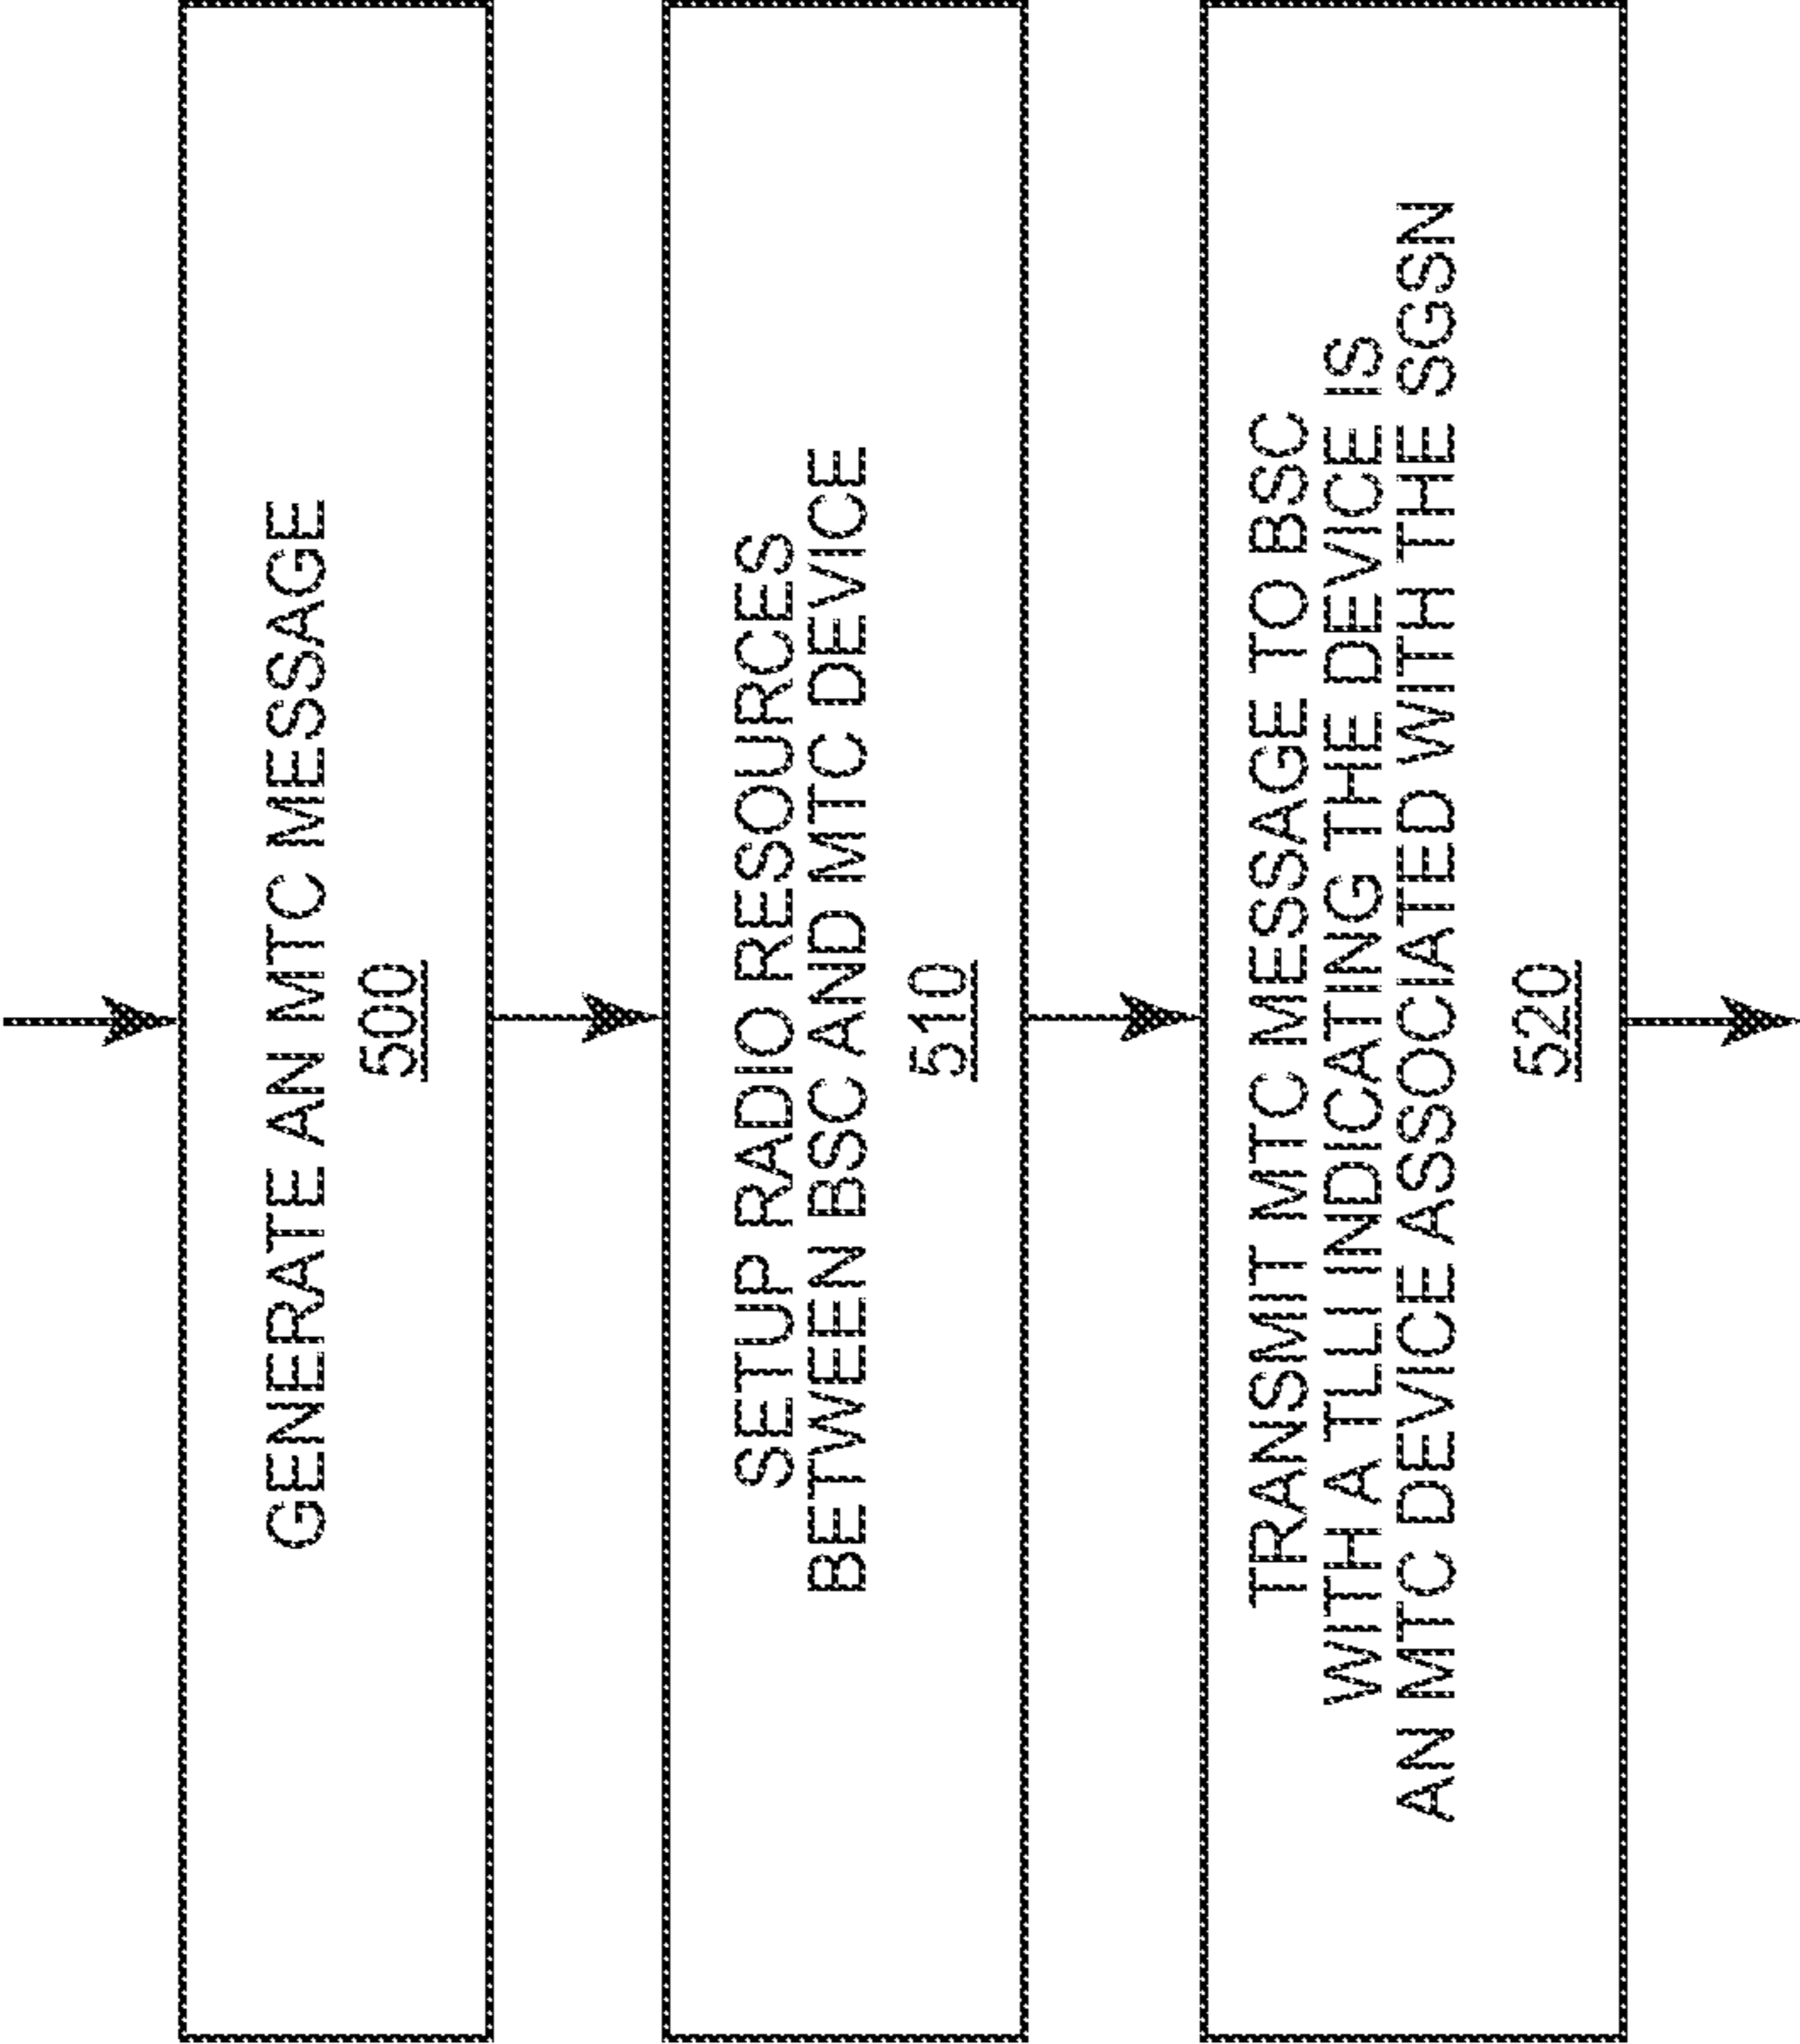 GENERATE AN MTC MESSAGE
500
SETUP RADIO RESOURCES
BETWEEN BSC AND MTC DEVICE
510
TRANSMIT MTC MESSAGE TO BSC
WITH A TLLI INDICATING THE DEVICE IS
AN MTC DEVICE ASSOCIATED WITH THE SGSN
520